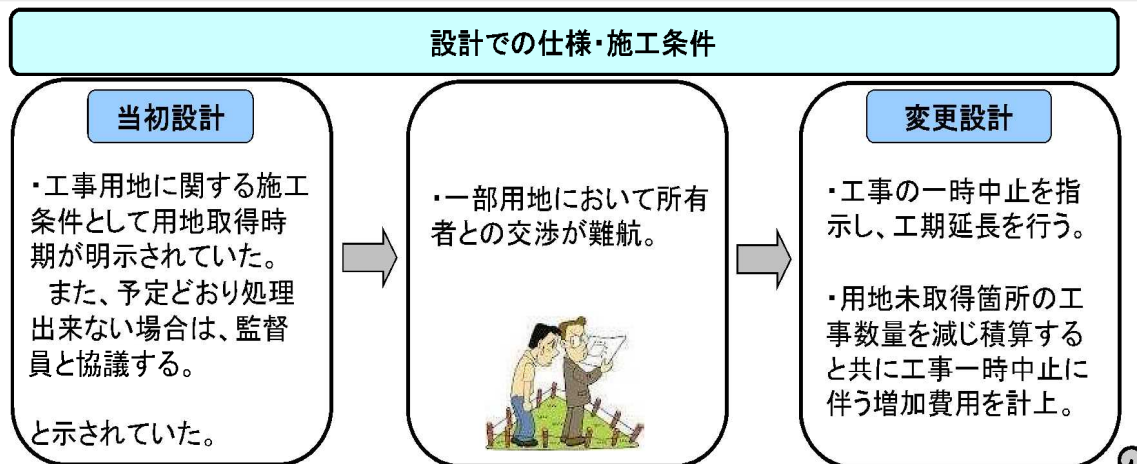 設計での仕様・施工条件
当初設計
・工事用地に関する施工
条件として用地取得時
期が明示されていた。
また、予定どおり処理
出来ない場合は、監督
員と協議する。
と示されていた。
・一部用地において所有
者との交渉が難航。
変更設計
・工事の一時中止を指
示し、工期延長を行う。
・用地未取得箇所の工
事数量を減じ積算する
と共に工事一時中止に
伴う増加費用を計上。